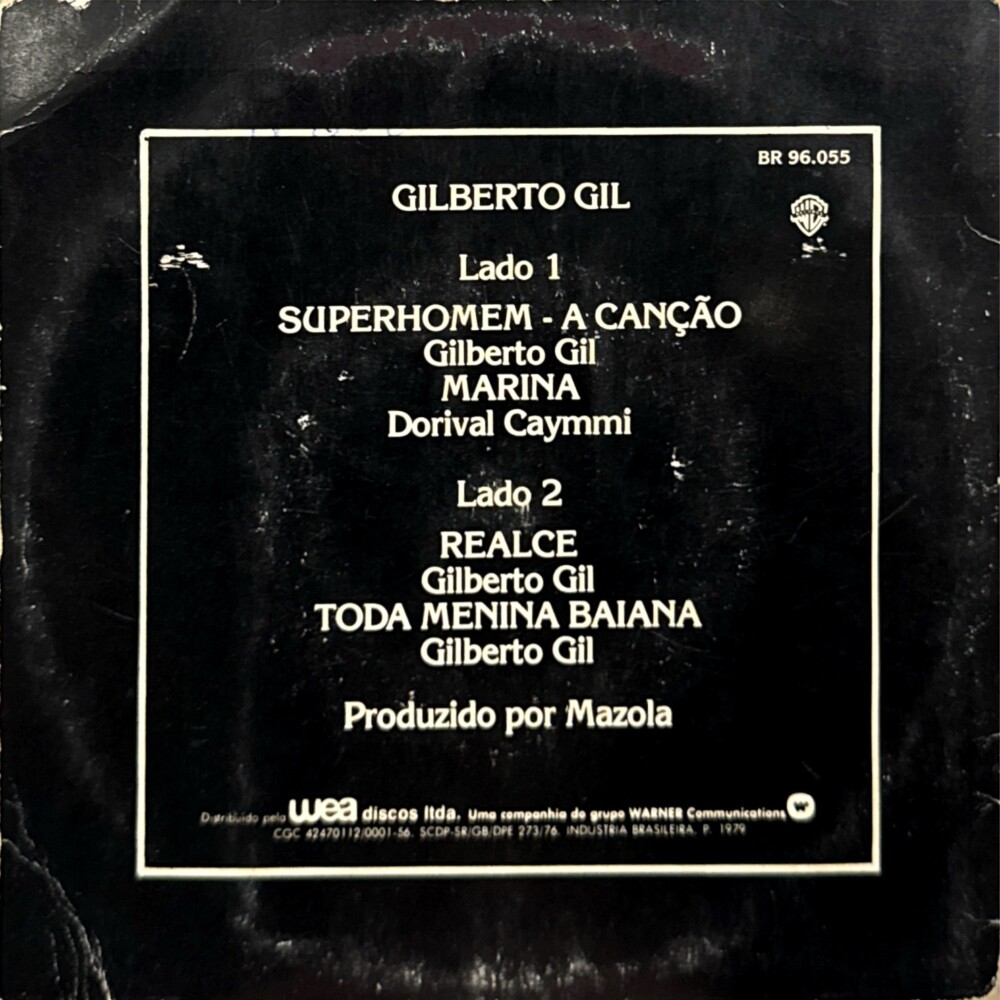 BR 96.055
GILBERTO GIL
Lado 1
SUPERHOMEM - A CANÇÃO
Gilberto Gil
MARINA
Dorival Caymmi
Lado 2
REALCE
Gilberto Gil
TODA MENINA BAIANA
Gilberto Gil
Produzido por Mazola
Distribuido pela wea discos ltda. Uma companhia do grupo WARNER Communications
CGC 42470112/0001-56. SCDP-SR/GB/DPE 273/76. INDUSTRIA BRASILEIRA. P. 1979